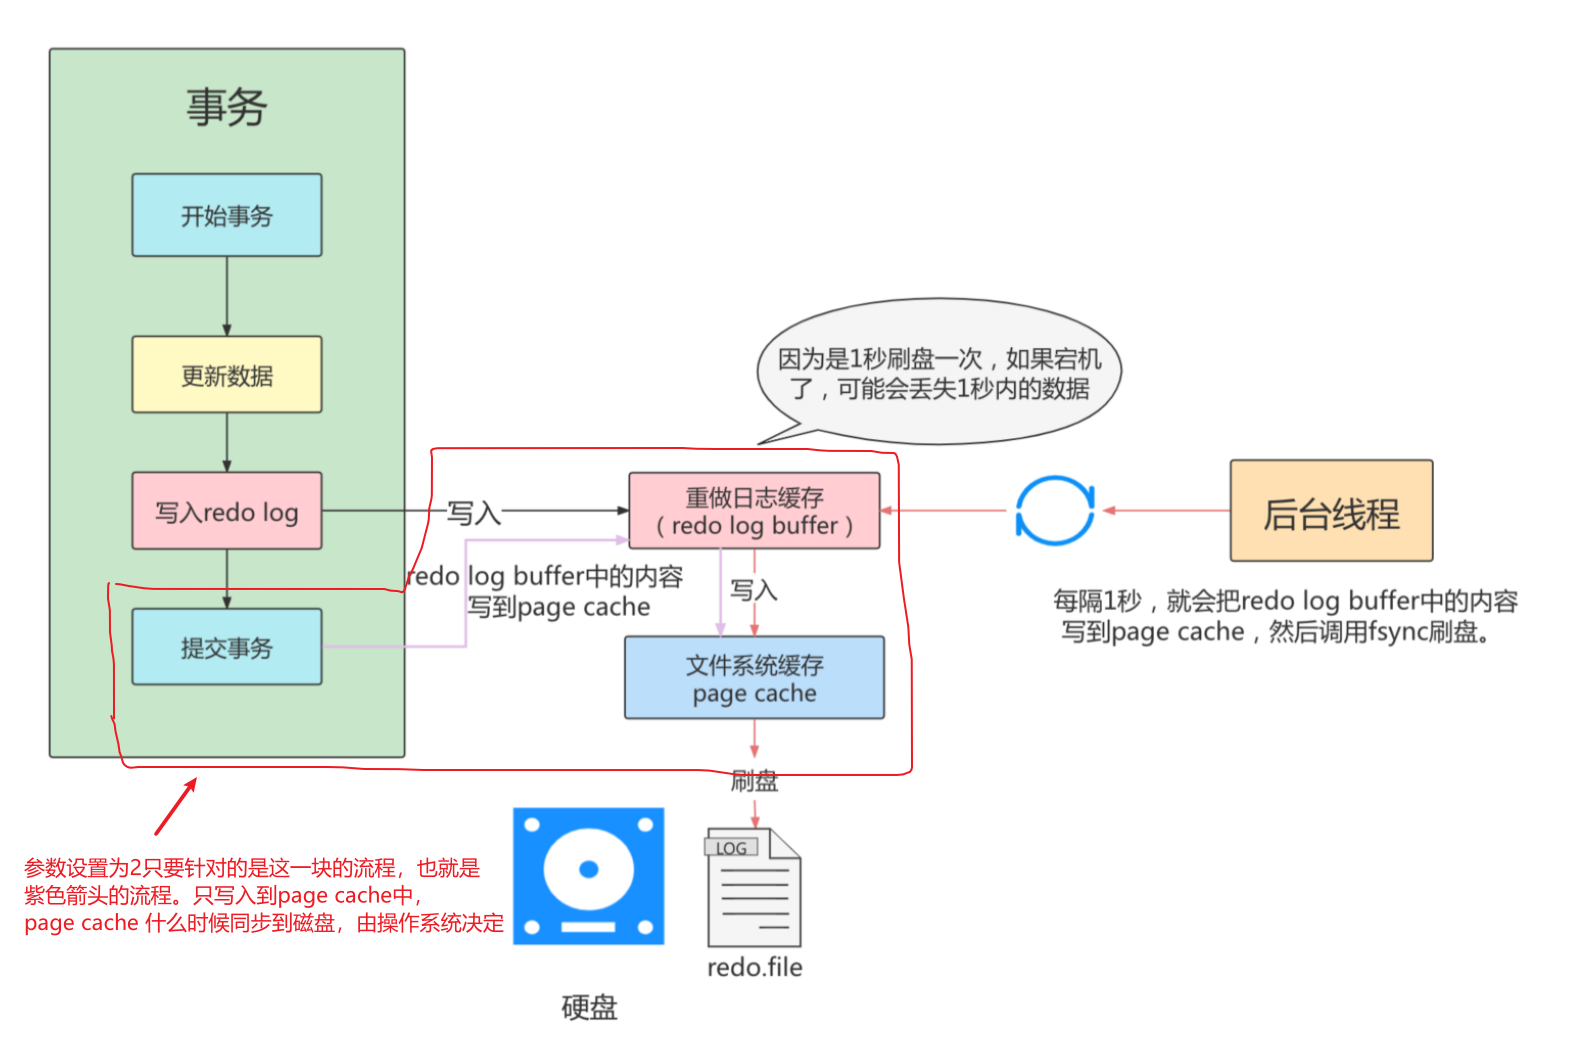 事务
开始事务
更新数据
写入redo log
提交事务
写入
redo log buffer中的内容
写到page cache
因为是1秒刷盘一次，如果宕机
了，可能会丢失1秒内的数据
重做日志缓存
（redo log buffer）
写入
文件系统缓存
page cache
刷盘
LOG
redo.file
硬盘
后台线程
每隔1秒，就会把redo log buffer中的内容
写到page cache，然后调用fsync刷盘。
参数设置为2只要针对的是这一块的流程，也就是
紫色箭头的流程。只写入到page cache中，
page cache 什么时候同步到磁盘，由操作系统决定